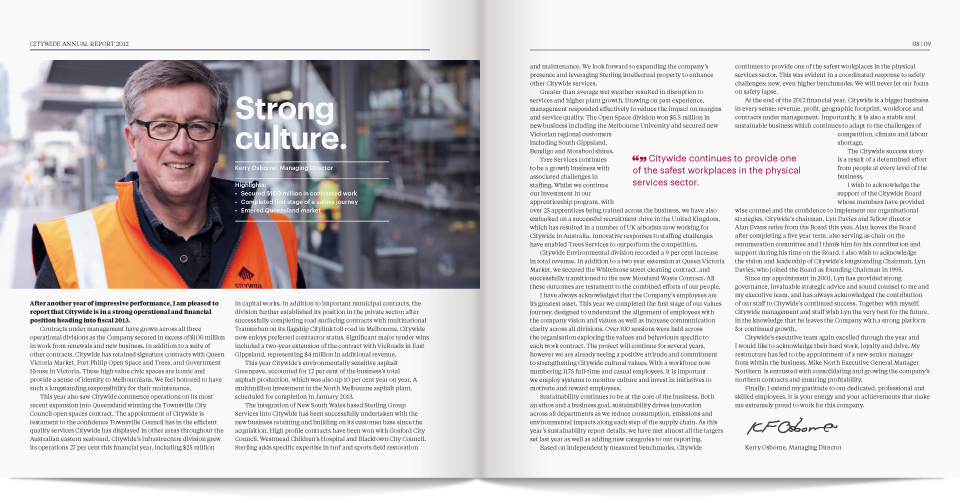 CITYWIDE ANNUAL REPORT 2012
08 | 09
Strong
culture.
Kerry Osborne, Managing Director
Highlights:
• Secured $100 million in contracted work
• Completed first stage of a values journey
• Entered Queensland market
CITYWIDE
After another year of impressive performance, I am pleased to
report that Citywide is in a strong operational and financial
position heading into fiscal 2013.
Contracts under management have grown across all three
operational divisions as the Company secured in excess of $100 million
in work from renewals and new business. In addition to a suite of
other contracts, Citywide has retained signature contracts with Queen
Victoria Market, Port Philip Open Space and Trees, and Government
House in Victoria. These high value civic spaces are iconic and
provide a sense of identity to Melbournians. We feel honored to have
such a longstanding responsibility for their maintenance.
This year also saw Citywide commence operations on its most
recent expansion into Queensland winning the Townsville City
Council open spaces contract. The appointment of Citywide is
testament to the confidence Townsville Council has in the efficient
quality services Citywide has displayed in other areas throughout the
Australian eastern seaboard. Citywide's Infrastructure division grew
its operations 27 per cent this financial year, including $25 million
in capital works. In addition to important municipal contracts, the
division further established its position in the private sector: after
successfully completing road surfacing contracts with multinational
Transurban on its flagship Citylink toll road in Melbourne, Citywide
now enjoys preferred contractor status. Significant major tender wins
included a two-year extension of the contract with VicRoads in East
Gippsland, representing $4 million in additional revenue.
This year Citywide's environmentally sensitive asphalt
Greenpave, accounted for 12 per cent of the business's total
asphalt production, which was also up 10 per cent year on year. A
multimillion investment in the North Melbourne asphalt plant,
scheduled for completion in January 2013.
The integration of New South Wales based Sterling Group
Services into Citywide has been successfully undertaken with the
new business retaining and building on its customer base since the
acquisition. High profile contracts have been won with Gosford City
Council, Westmead Children's Hospital and Blacktown City Council.
Sterling adds specific expertise in turf and sports field restoration
and maintenance. We look forward to expanding the company's
presence and leveraging Sterling intellectual property to enhance
other Citywide services.
Greater than average wet weather resulted in disruption to
services and higher plant growth. Drawing on past experience,
management responded effectively to reduce the impact on margins
and service quality. The Open Space division won $5.5 million in
new business including the Melbourne University and secured new
Victorian regional customers
including South Gippsland,
Bendigo and Moorabool shires.
Tree Services continues
to be a growth business with
associated challenges in
staffing. Whilst we continue
our investment in our
apprenticeship program, with
over 25 apprentices being trained across the business, we have also
embarked on a successful recruitment drive in the United Kingdom,
which has resulted in a number of UK arborists now working for
Citywide in Australia. Innovative responses to staffing challenges
have enabled Trees Services to outperform the competition.
Citywide Environmental division recorded a 9 per cent increase
in total revenue. In addition to a two year extension at Queen Victoria
Market, we secured the Whitehorse street cleaning contract, and
successfully transitioned to the new Moreland Waste Contract. All
these outcomes are testament to the combined efforts of our people.
I have always acknowledged that the Company's employees are
its greatest asset. This year we completed the first stage of our values
journey, designed to understand the alignment of employees with
the company vision and values as well as increase communication
clarity across all divisions. Over 100 sessions were held across
the organisation exploring the values and behaviours specific to
each work contract. The project will continue for several years,
however we are already seeing a positive attitude and commitment
to strengthening Citywide cultural values. With a workforce now
numbering 1175 full-time and casual employees, it is important
we employ systems to monitor culture and invest in initiatives to
motivate and reward employees.
Sustainability continues to be at the core of the business. Both
an ethos and a business goal, sustainability drives innovation
across all departments as we reduce consumption, emissions and
environmental impacts along each step of the supply chain. As this
year's sustainability report details, we have met almost all the targets
set last year as well as adding new categories to our reporting.
Based on independently measured benchmarks, Citywide
❝❞ Citywide continues to provide one
of the safest workplaces in the physical
services sector.
continues to provide one of the safest workplaces in the physical
services sector. This was evident in a coordinated response to safety
challenges; new, even higher benchmarks. We will never let our focus
on safety lapse.
At the end of the 2012 financial year, Citywide is a bigger business
in every sense: revenue, profit, geographic footprint, workforce and
contracts under management. Importantly, it is also a stable and
sustainable business which continues to adapt to the challenges of
competition, climate and labour
shortage.
The Citywide success story
is a result of a determined effort
from people at every level of the
business.
I wish to acknowledge the
support of the Citywide Board
whose members have provided
wise counsel and the confidence to implement our organisational
strategies. Citywide's chairman, Lyn Davies and fellow director
Alan Evans retire from the Board this year. Alan leaves the Board
after completing a five year term, also serving as chair on the
remuneration committee and I thank him for his contribution and
support during his time on the Board. I also wish to acknowledge
the vision and leadership of Citywide's longstanding Chairman, Lyn
Davies, who joined the Board as founding Chairman in 1995.
Since my appointment in 2001, Lyn has provided strong
governance, invaluable strategic advice and sound counsel to me and
my executive team, and has always acknowledged the contribution
of our staff to Citywide's continued success. Together with myself,
Citywide management and staff wish Lyn the very best for the future,
in the knowledge that he leaves the Company with a strong platform
for continued growth.
Citywide's executive team again excelled through the year and
I would like to acknowledge their hard work, loyalty and drive. My
restructure has led to the appointment of a new senior manager
from within the business. Mike North Executive General Manager
Northern is entrusted with consolidating and growing the company's
northern contracts and ensuring profitability.
Finally, I extend my gratitude to our dedicated, professional and
skilled employees. It is your energy and your achievements that make
me extremely proud to work for this company.
KF Osborne
Kerry Osborne, Managing Director